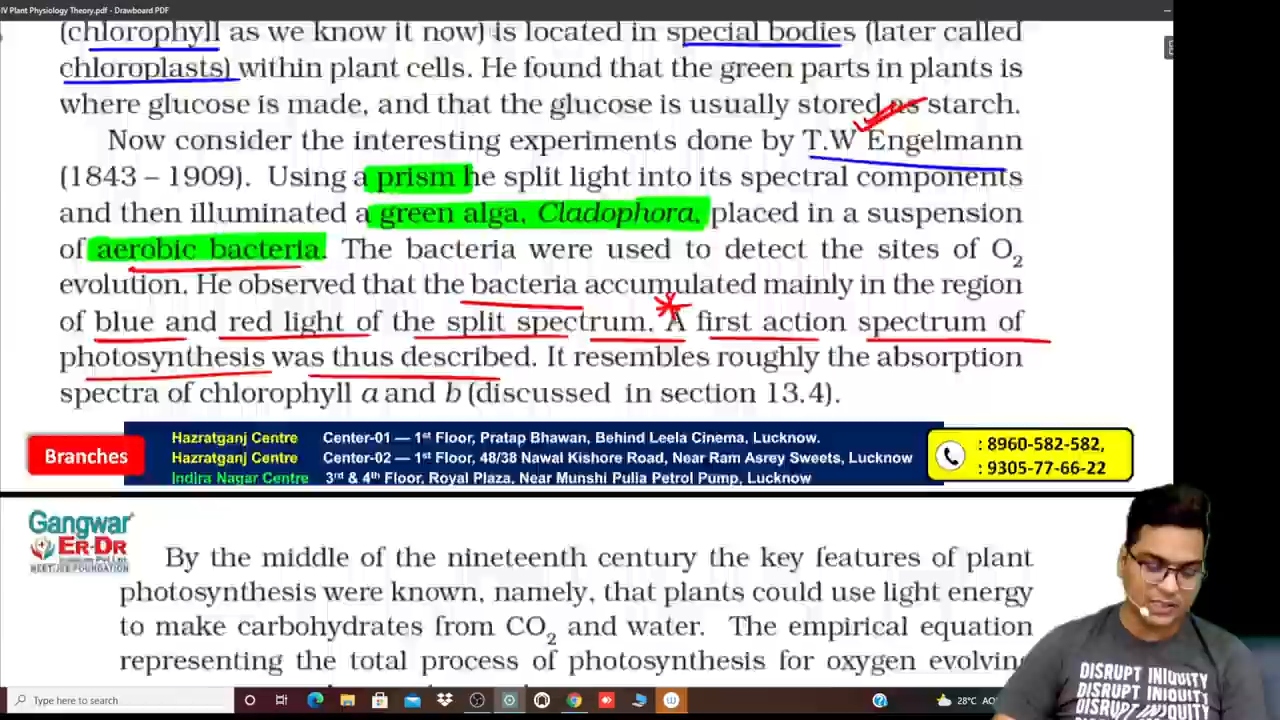 IV Plant Physiology Theory.pdf - Drawboard PDF
(chlorophyll as we know it now) is located in special bodies (later called
chloroplasts) within plant cells. He found that the green parts in plants is
where glucose is made, and that the glucose is usually stored as starch.
Now consider the interesting experiments done by T.W Engelmann
(1843 – 1909). Using a prism he split light into its spectral components
and then illuminated a green alga, Cladophora, placed in a suspension
of aerobic bacteria. The bacteria were used to detect the sites of O2
evolution. He observed that the bacteria accumulated mainly in the region
of blue and red light of the split spectrum. A first action spectrum of
photosynthesis was thus described. It resembles roughly the absorption
spectra of chlorophyll a and b (discussed in section 13.4).
Branches
Hazratganj Centre Center-01 — 1st Floor, Pratap Bhawan, Behind Leela Cinema, Lucknow.
Hazratganj Centre Center-02 — 1st Floor, 48/38 Nawal Kishore Road, Near Ram Asrey Sweets, Lucknow
Indira Nagar Centre 3rd & 4th Floor, Royal Plaza, Near Munshi Pulia Petrol Pump, Lucknow
: 8960-582-582,
: 9305-77-66-22
Gangwar
ER-DR
NEET-JEE FOUNDATION
By the middle of the nineteenth century the key features of plant
photosynthesis were known, namely, that plants could use light energy
to make carbohydrates from CO2 and water. The empirical equation
representing the total process of photosynthesis for oxygen evolving
DISRUPT INIQUITY
DISRUPT INIQUITY
DISRUPT INIQUITY
DISRUPT INIQUITY
Type here to search
28°C